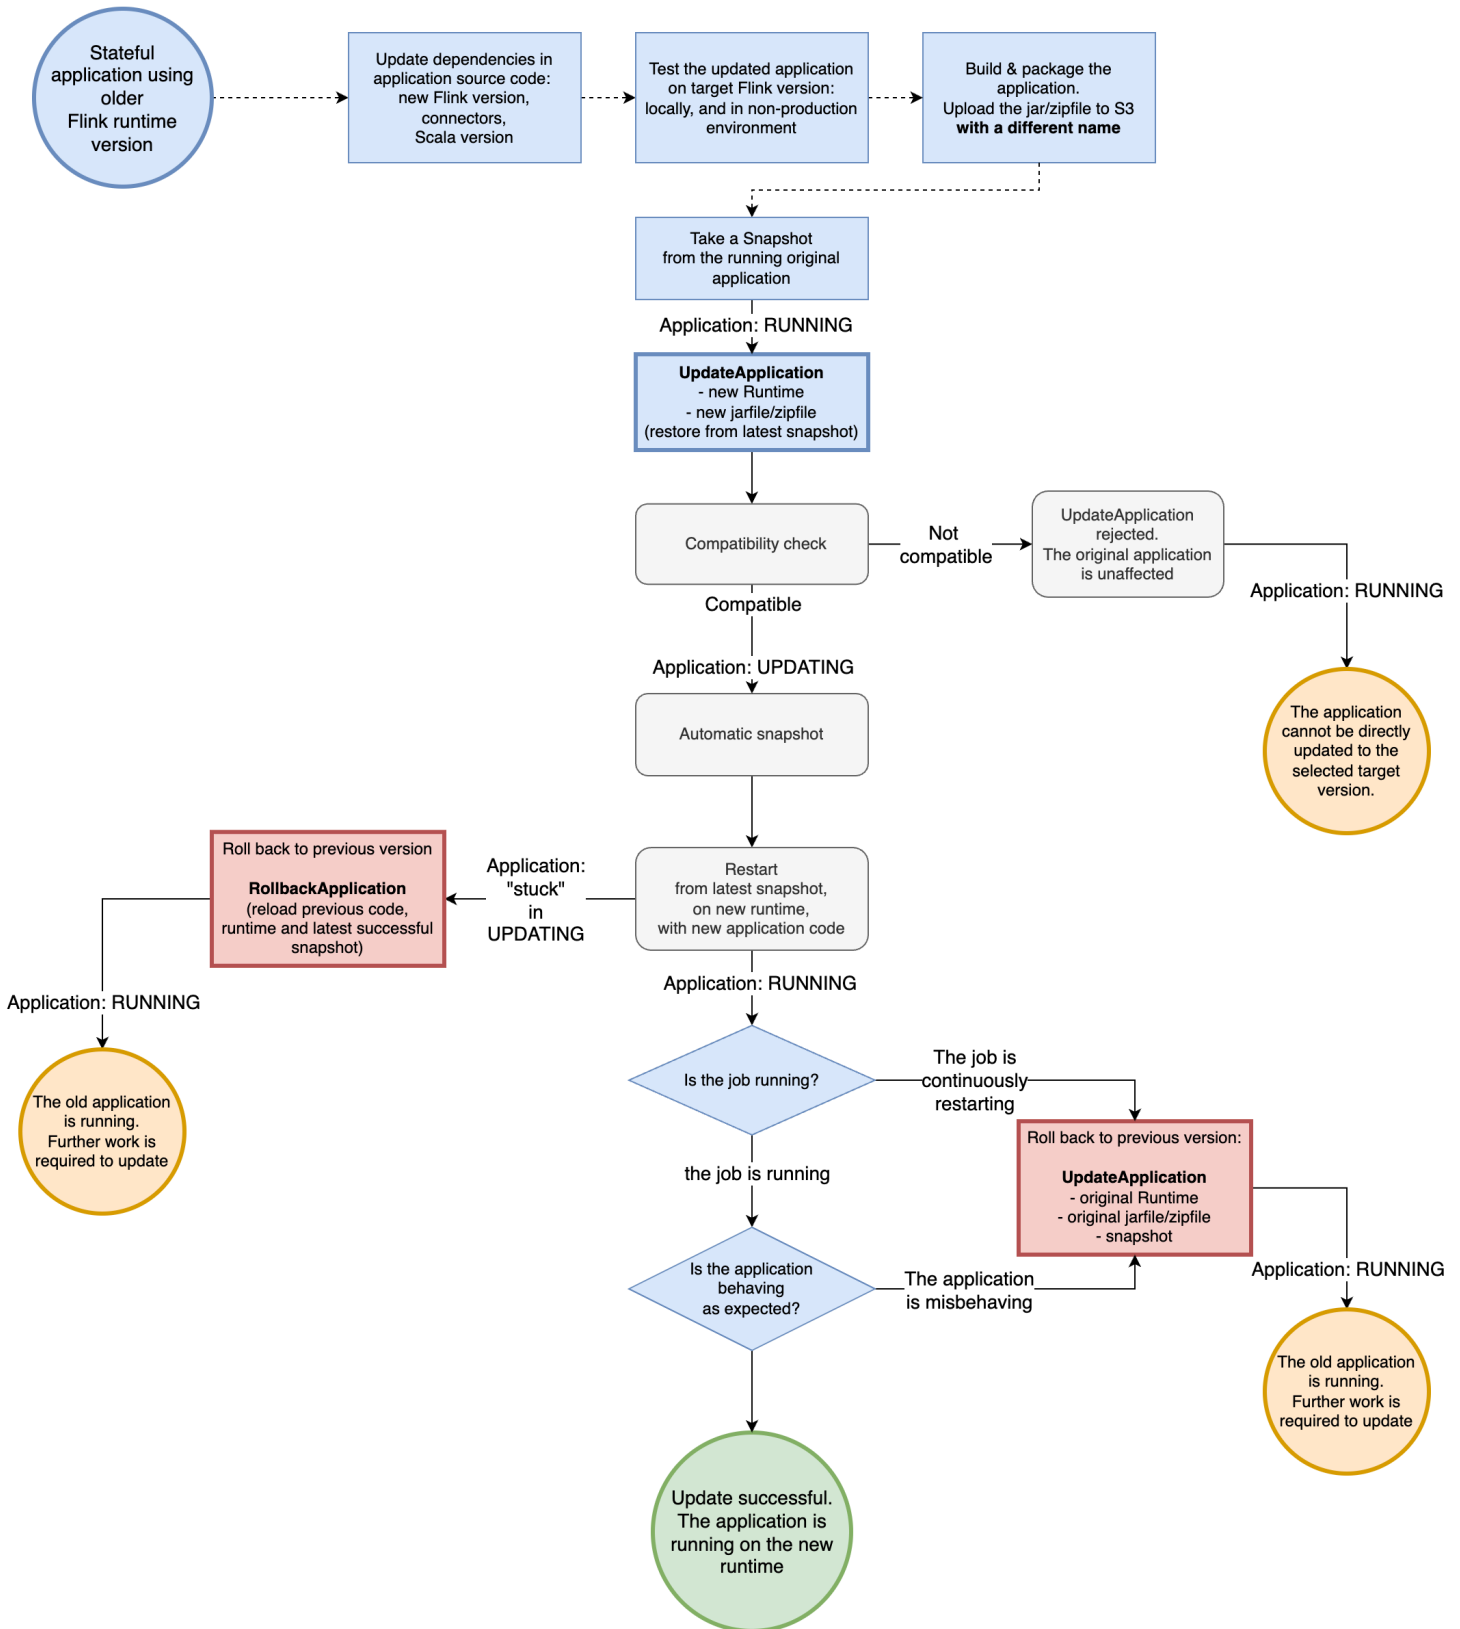 Stateful
application using
older
Flink runtime
version
Update dependencies in
application source code:
new Flink version,
connectors,
Scala version
Test the updated application
on target Flink version:
locally, and in non-production
environment
Build & package the
application.
Upload the jar/zipfile to S3
with a different name
Take a Snapshot
from the running original
application
Application: RUNNING
UpdateApplication
- new Runtime
- new jarfile/zipfile
(restore from latest snapshot)
Compatibility check
Not
compatible
UpdateApplication
rejected.
The original application
is unaffected
Application: RUNNING
The application
cannot be directly
updated to the
selected target
version.
Compatible
Application: UPDATING
Automatic snapshot
Restart
from latest snapshot,
on new runtime,
with new application code
Application:
"stuck"
in
UPDATING
Roll back to previous version
RollbackApplication
(reload previous code,
runtime and latest successful
snapshot)
Application: RUNNING
The old application
is running.
Further work is
required to update
Application: RUNNING
Is the job running?
The job is
continuously
restarting
Roll back to previous version:
UpdateApplication
- original Runtime
- original jarfile/zipfile
- snapshot
the job is running
Is the application
behaving
as expected?
The application
is misbehaving
Application: RUNNING
The old application
is running.
Further work is
required to update
Update successful.
The application is
running on the new
runtime